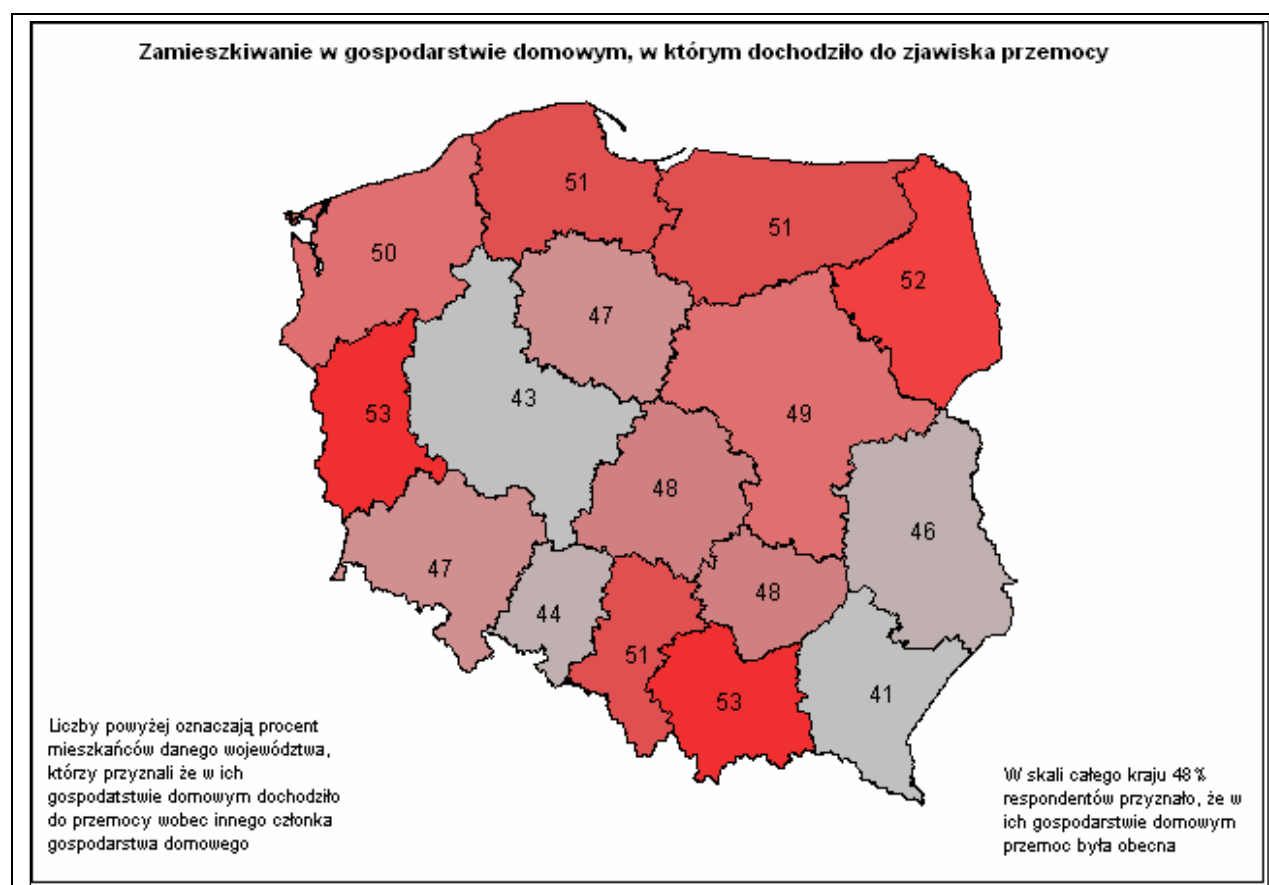 Zamieszkiwanie w gospodarstwie domowym, w którym dochodziło do zjawiska przemocy
51
51
50
52
47
43
53
49
48
46
47
48
44
51
53
41
Liczby powyżej oznaczają procent
mieszkańców danego województwa,
którzy przyznali że w ich
gospodatstwie domowym dochodziło
do przemocy wobec innego członka
gospodarstwa domowego
W skali całego kraju 48%
respondentów przyznało, że w
ich gospodarstwie domowym
przemoc była obecna